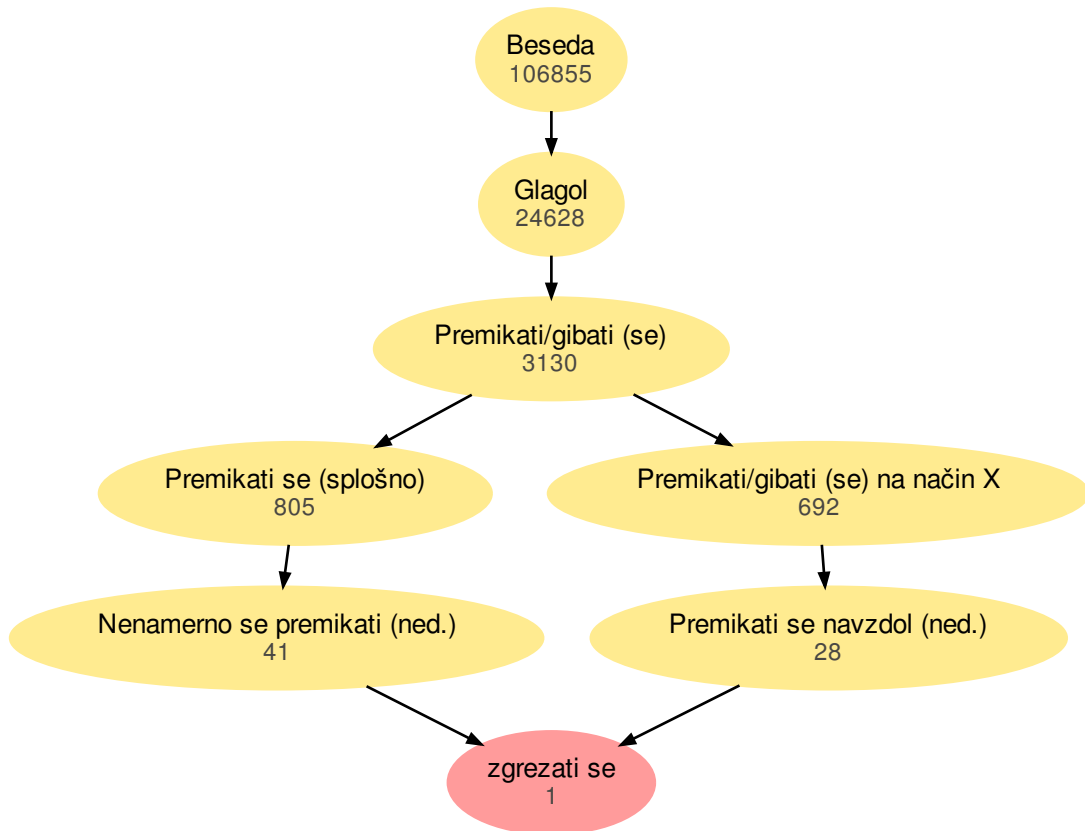 Beseda
106855
Glagol
24628
Premikati/gibati (se)
3130
Premikati se (splošno)
805
Premikati/gibati (se) na način X
692
Nenamerno se premikati (ned.)
41
Premikati se navzdol (ned.)
28
zgrezati se
1